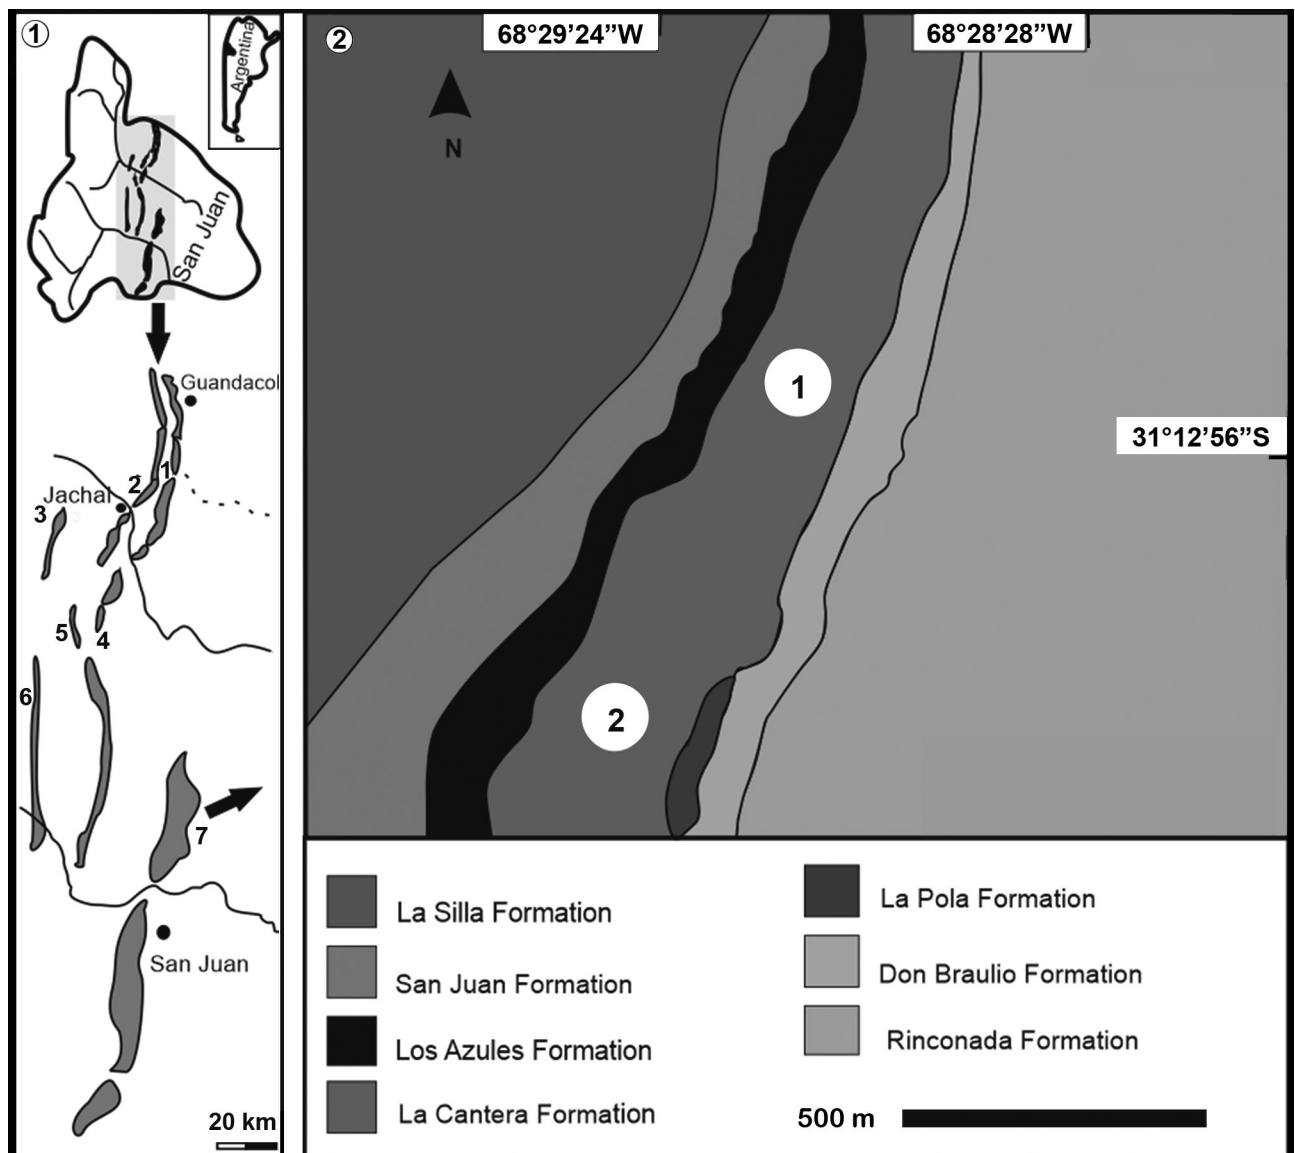 1
Argentina
San Juan
Guandacol
1
2
Jachal
3
5
4
6
7
San Juan
20 km
2
68°29’24”W
68°28’28”W
N
1
31°12’56”S
2
La Silla Formation
San Juan Formation
Los Azules Formation
La Cantera Formation
La Pola Formation
Don Braulio Formation
Rinconada Formation
500 m